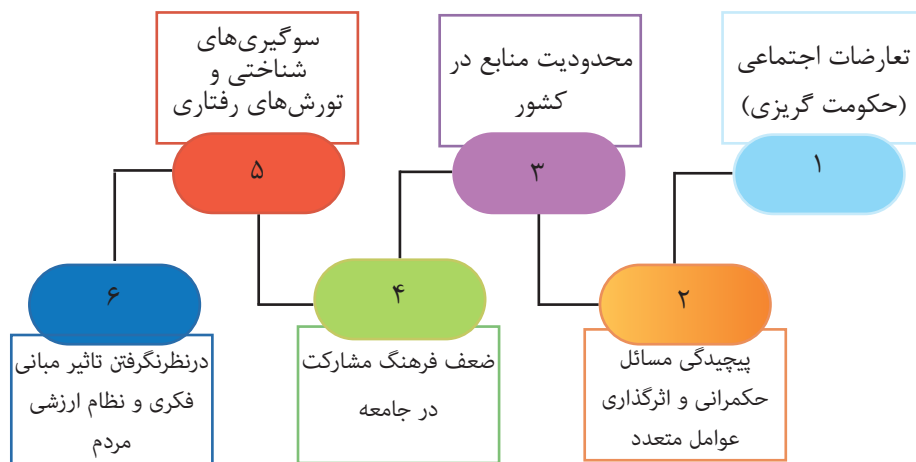 تعارضات اجتماعی
(حکومت گریزی)
۱
۲
پیچیدگی مسائل
حکمرانی و اثرگذاری
عوامل متعدد
محدودیت منابع در
کشور
۳
۴
ضعف فرهنگ مشارکت
در جامعه
سوگیری‌های
شناختی و
تورش‌های رفتاری
۵
۶
درنظرنگرفتن تاثیر مبانی
فکری و نظام ارزشی
مردم